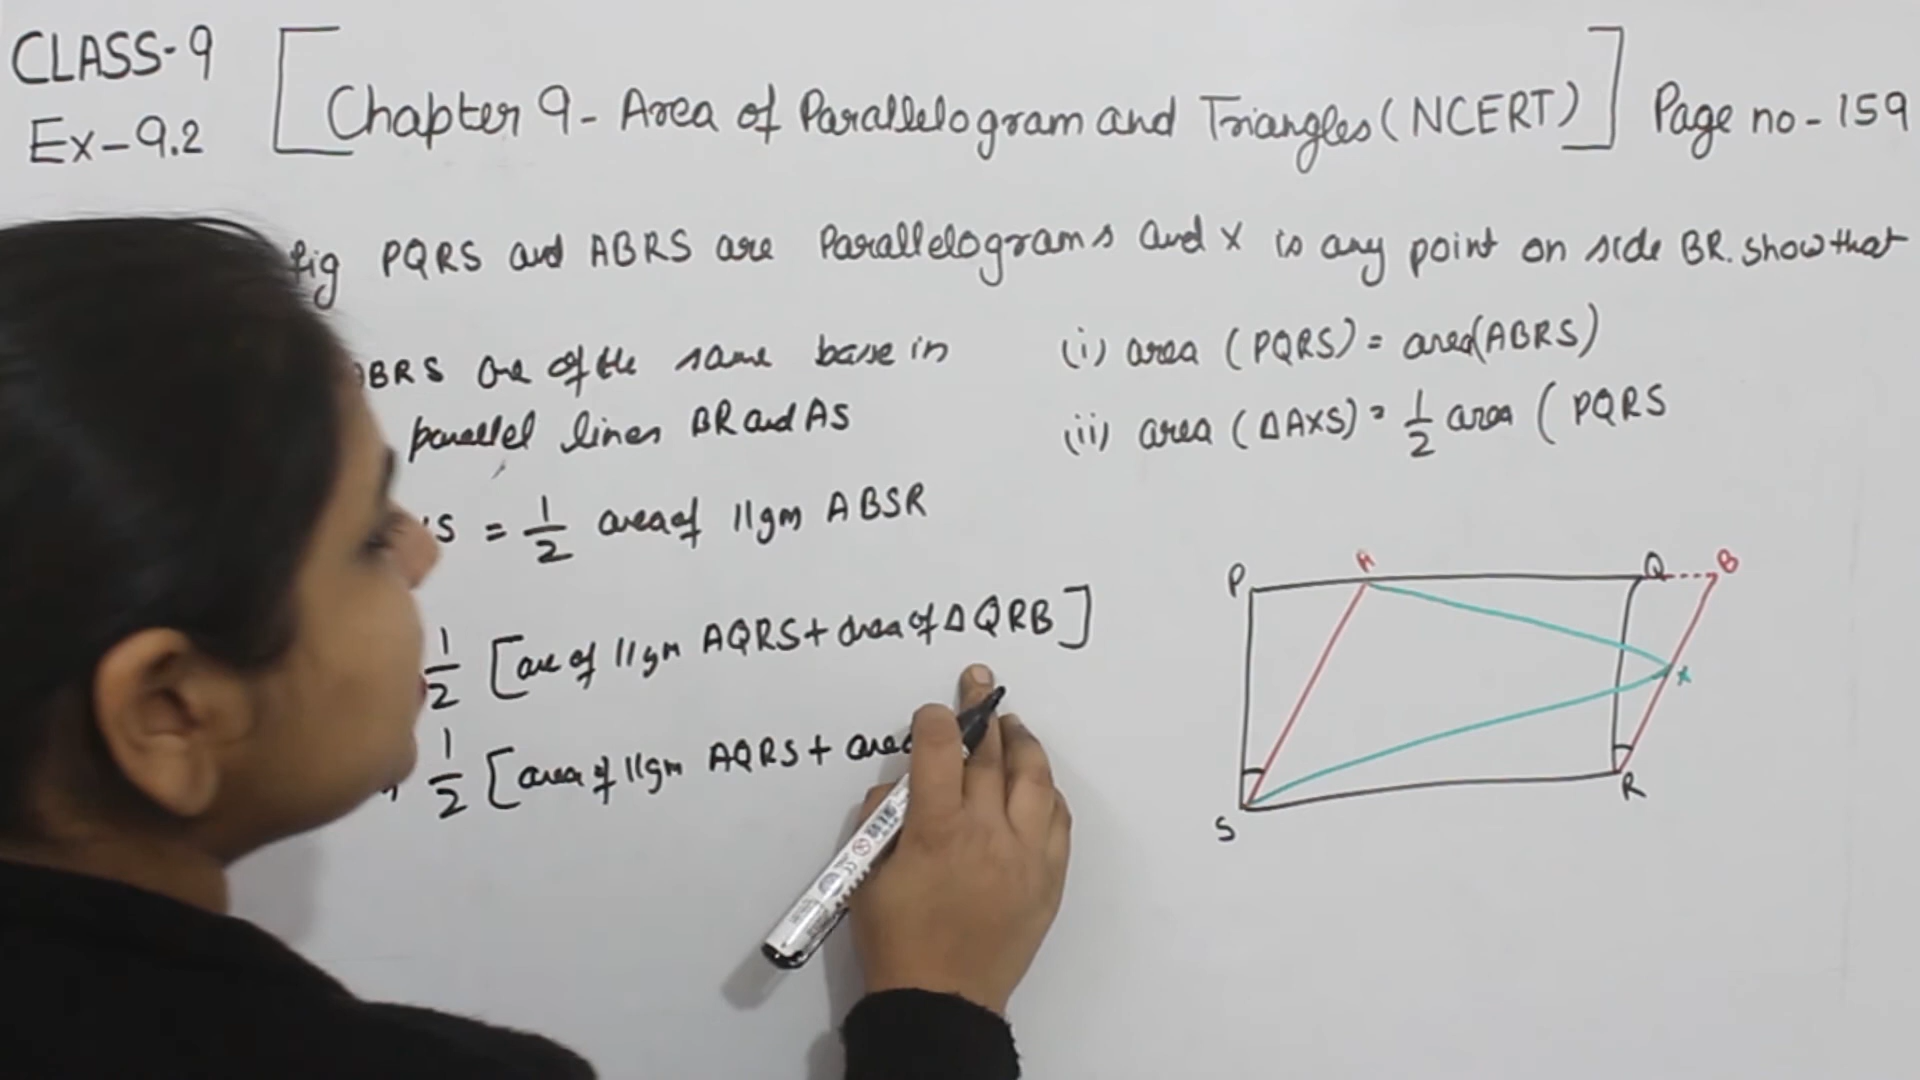 CLASS-9
Ex-9.2
[Chapter 9- Area of Parallelogram and Triangles (NCERT)] Page no-159
fig PQRS and ABRS are Parallelograms and X is any point on side BR. Show that
BRS are of the same base in
parallel lines BR and AS
(i) area (PQRS) = area(ABRS)
(ii) area (ΔAXS) = 1/2 area (PQRS
S = 1/2 area of ||gm ABSR
1/2 [are of ||gm AQRS + area of ΔQRB]
1/2 [area of ||gm AQRS + area
P A Q B
X
S R